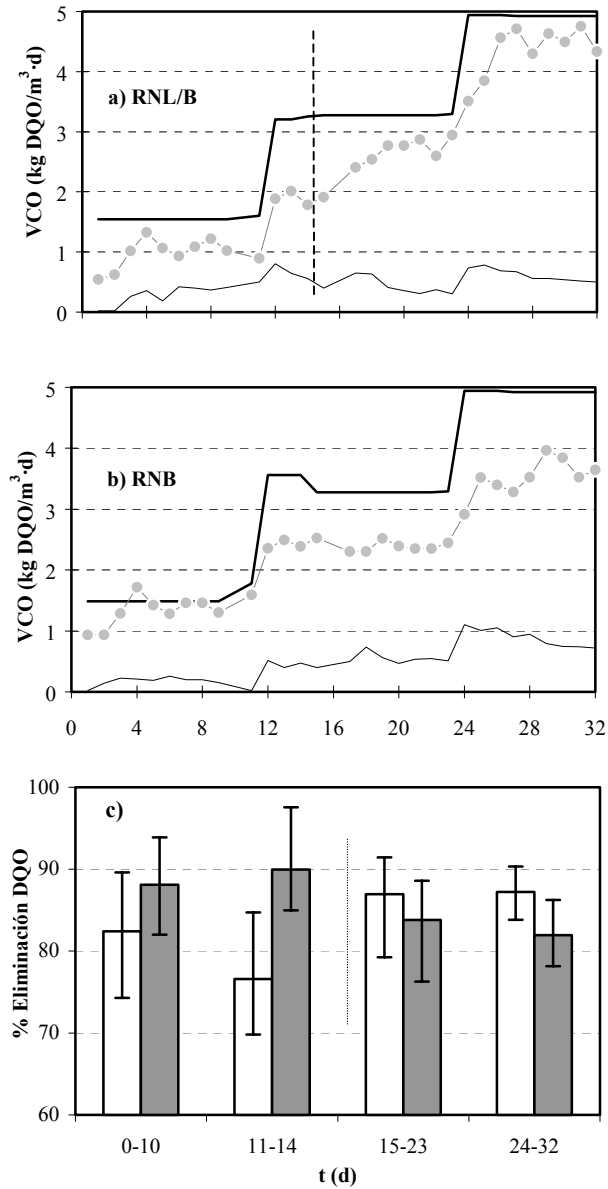 5
4
3
2
1
0
VCO (kg DQO/m³·d)
a) RNL/B
5
4
3
2
1
0
VCO (kg DQO/m³·d)
b) RNB
0 4 8 12 16 20 24 28 32
100
90
80
70
60
% Eliminación DQO
c)
0-10 11-14 15-23 24-32
t (d)